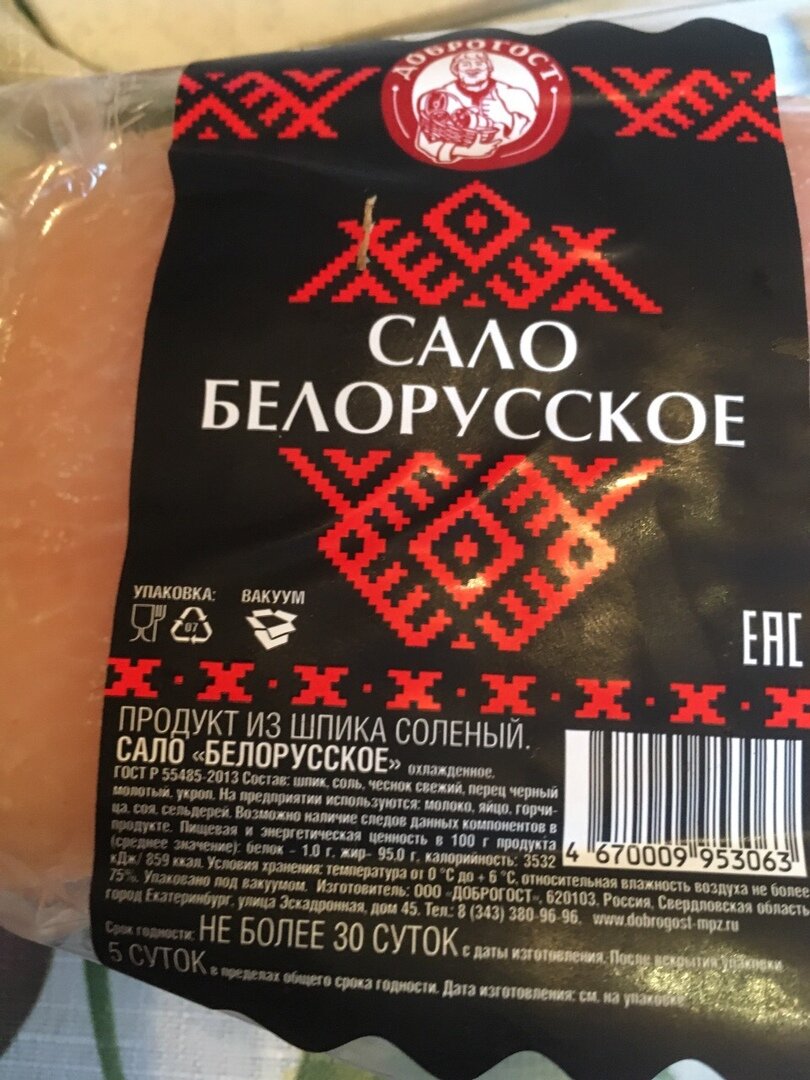 ДОБРОГОСТ
САЛО
БЕЛОРУССКОЕ
УПАКОВКА: ВАКУУМ
07
EAC
ПРОДУКТ ИЗ ШПИКА СОЛЕНЫЙ.
САЛО «БЕЛОРУССКОЕ» охлажденное.
ГОСТ Р 55485-2013 Состав: шпик, соль, чеснок свежий, перец черный
молотый, укроп. На предприятии используются: молоко, яйцо, горчи-
ца, соя, сельдерей. Возможно наличие следов данных компонентов в
продукте. Пищевая и энергетическая ценность в 100 г продукта
(среднее значение): белок - 1.0 г, жир- 95.0 г, калорийность: 3532
кДж/ 859 ккал. Условия хранения: температура от 0 °С до + 6 °С, относительная влажность воздуха не более
75%. Упаковано под вакуумом. Изготовитель: ООО «ДОБРОГОСТ», 620103, Россия, Свердловская область,
город Екатеринбург, улица Эскадронная, дом 45. Тел.: 8 (343) 380-96-96. www.dobrogost-mpz.ru
Срок годности: НЕ БОЛЕЕ 30 СУТОК с даты изготовления. После вскрытия упаковки
5 СУТОК в пределах общего срока годности. Дата изготовления: см. на упаковке
4 670009 953063